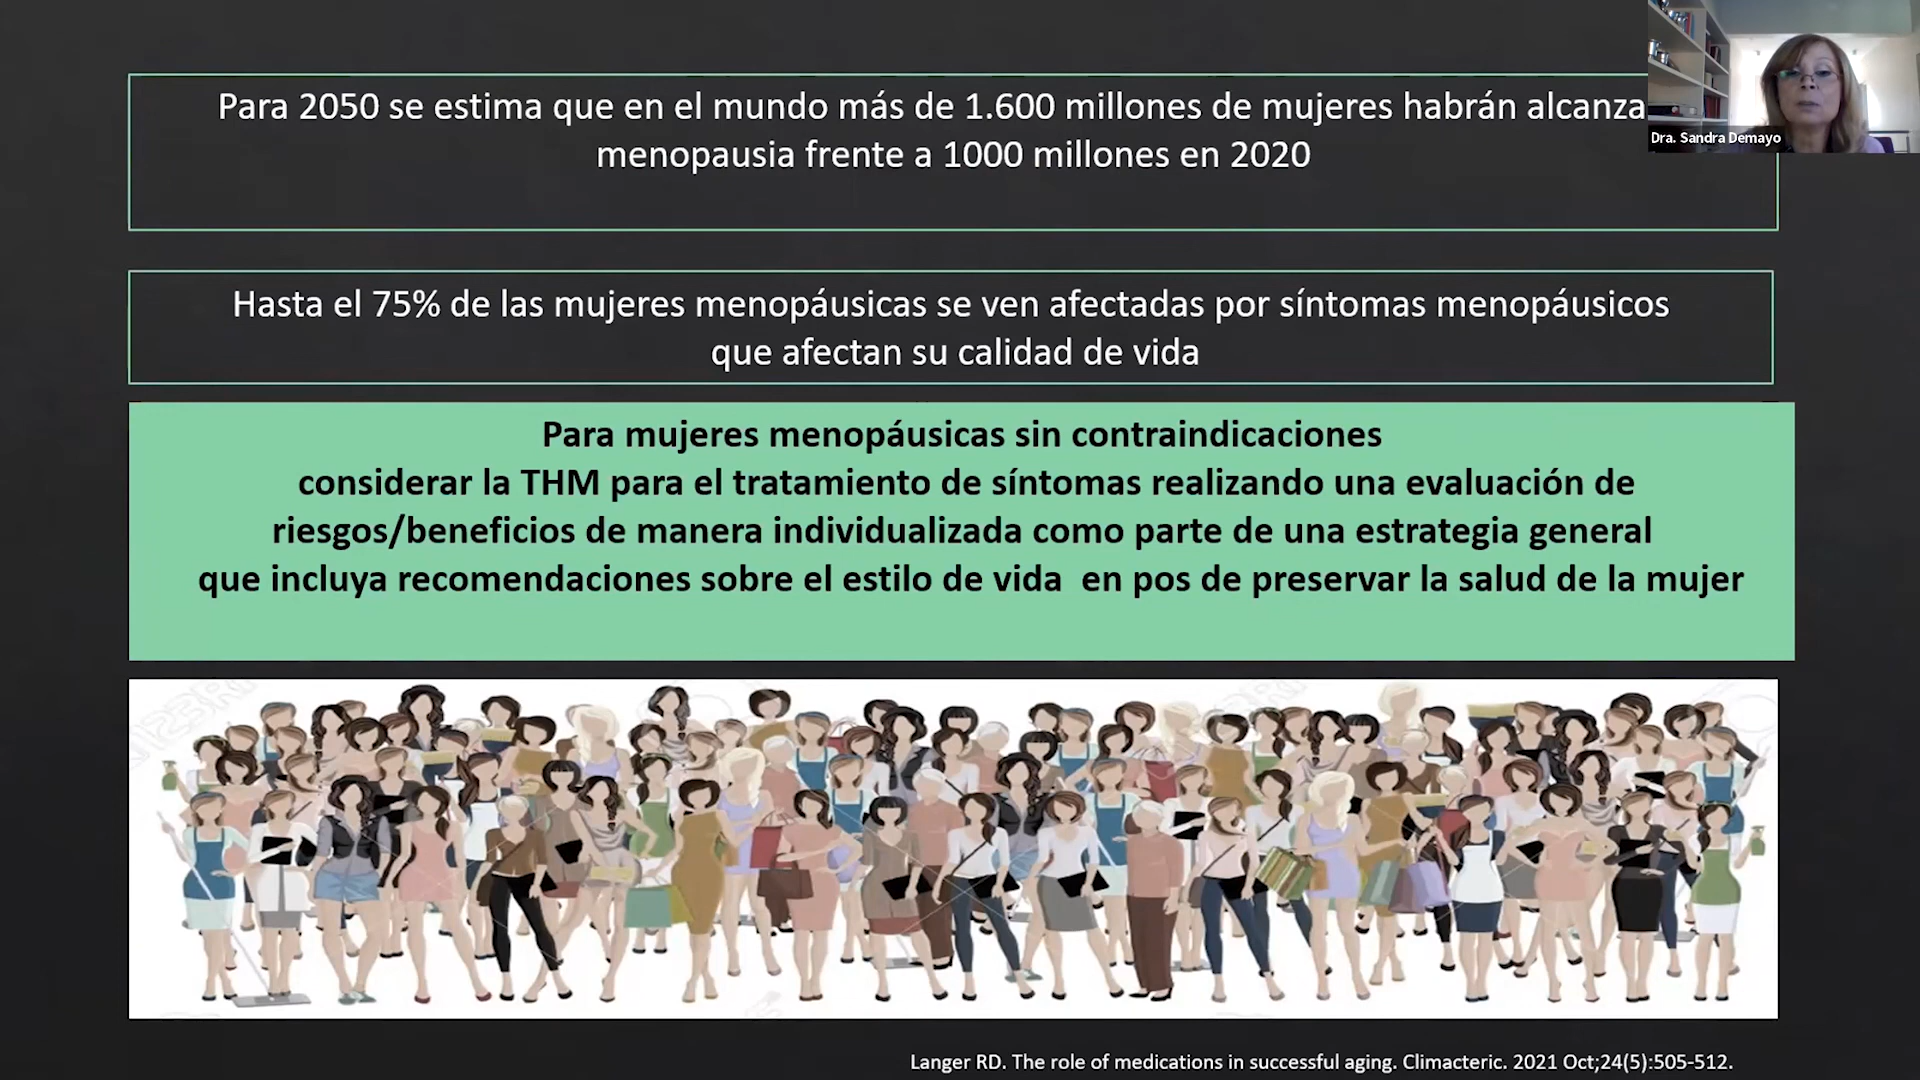 Para 2050 se estima que en el mundo más de 1.600 millones de mujeres habrán
menopausia frente a 1000 millones en 2020
Dra. Sandra Demayo
Hasta el 75% de las mujeres menopáusicas se ven afectadas por síntomas menopáusicos
que afectan su calidad de vida
Para mujeres menopáusicas sin contraindicaciones
considerar la THM para el tratamiento de síntomas realizando una evaluación de
riesgos/beneficios de manera individualizada como parte de una estrategia general
que incluya recomendaciones sobre el estilo de vida en pos de preservar la salud de la mujer
Langer RD. The role of medications in successful aging. Climacteric. 2021 Oct;24(5):505-512.